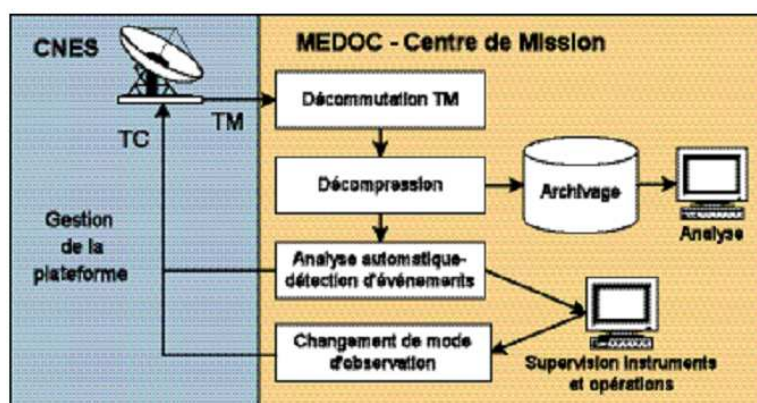 CNES
MEDOC - Centre de Mission
TC
TM
Gestion
de la
plateforme
Décommutation TM
Décompression
Archivage
Analyse
Analyse automatique-
détection d'événements
Changement de mode
d'observation
Supervision instruments
et opérations